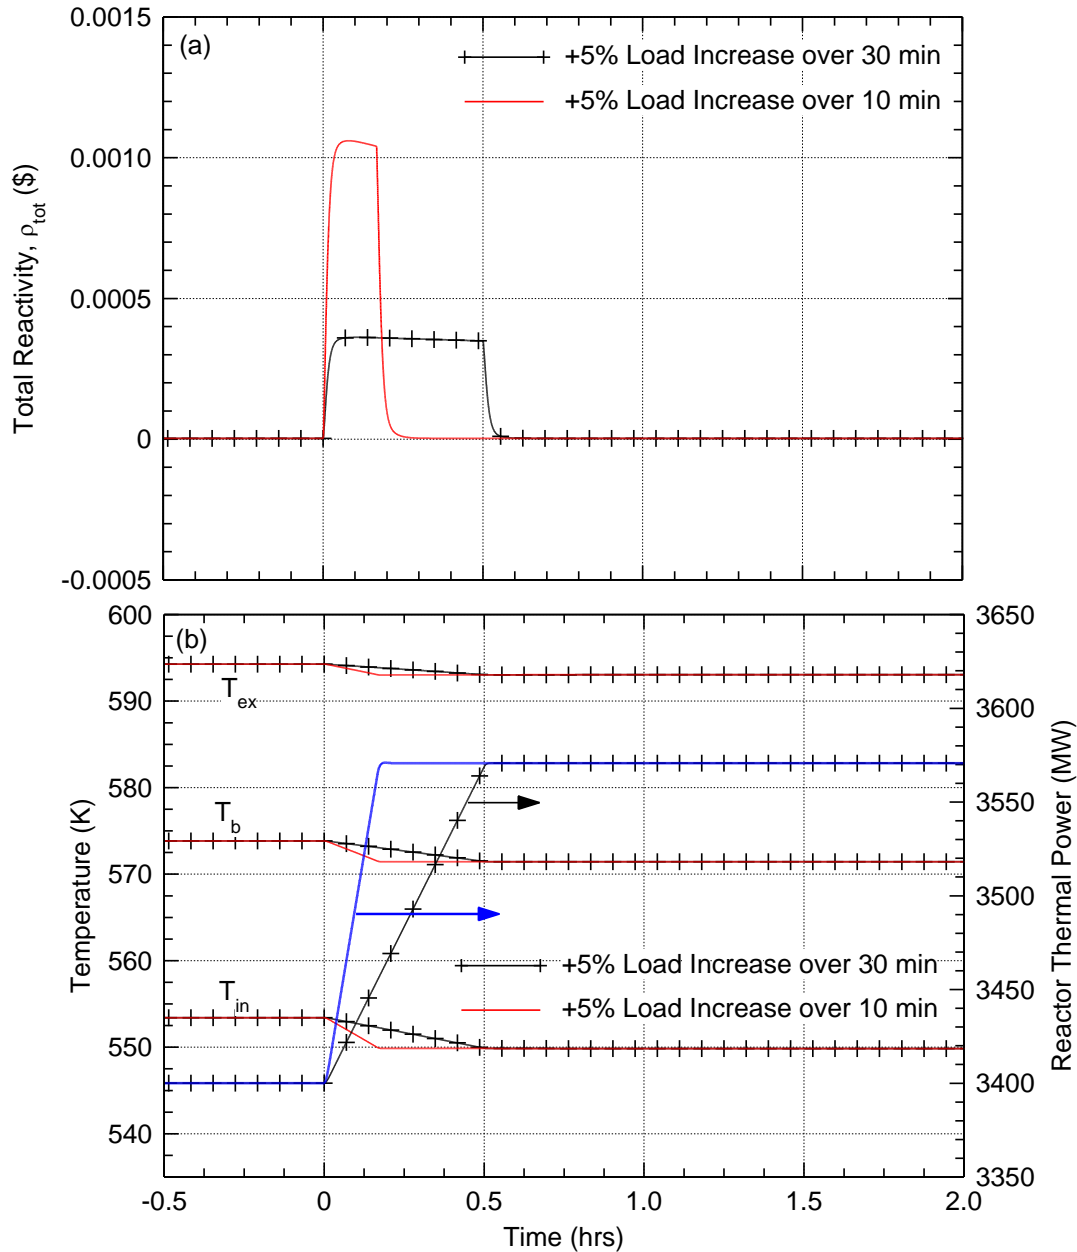 0.0015
(a)
+5% Load Increase over 30 min
+5% Load Increase over 10 min
0.0010
0.0005
0
-0.0005
Total Reactivity, ρtot ($)
600
(b)
3650
Tex
590
3600
580
Tb
3550
570
3500
560
+5% Load Increase over 30 min
Tin
+5% Load Increase over 10 min
3450
550
3400
540
3350
Temperature (K)
Reactor Thermal Power (MW)
-0.5
0
0.5
1.0
1.5
2.0
Time (hrs)